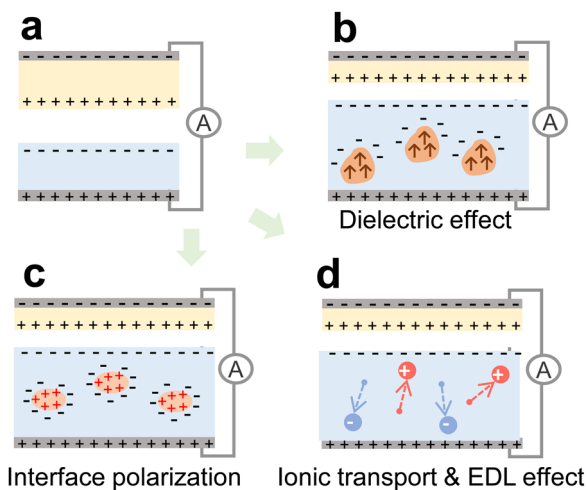 a
b
A
A
Dielectric effect
c
d
A
A
Interface polarization
Ionic transport & EDL effect